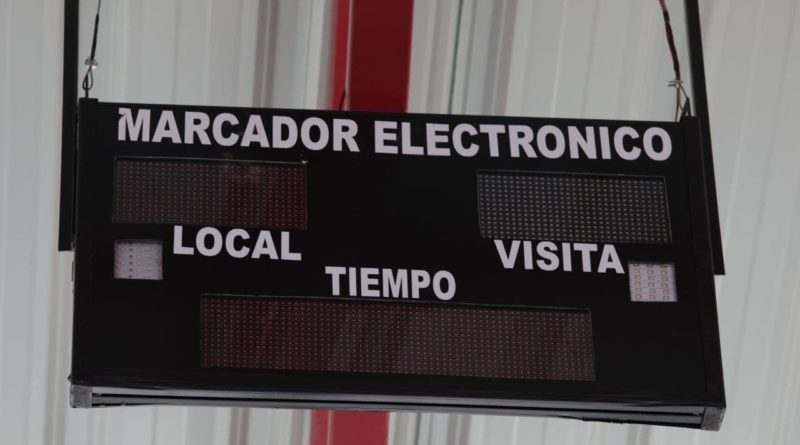 MARCADOR ELECTRONICO
LOCAL
VISITA
TIEMPO